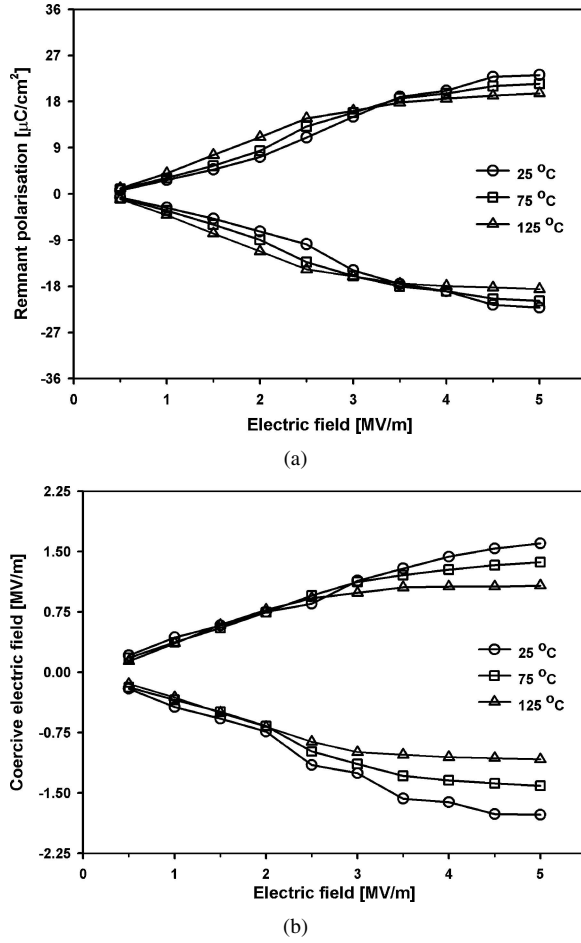 36
27
18
9
0
-9
-18
-27
-36
Remnant polarisation [μC/cm²]
25 °C
75 °C
125 °C
0 1 2 3 4 5
Electric field [MV/m]
(a)
2.25
1.50
0.75
0.00
-0.75
-1.50
-2.25
Coercive electric field [MV/m]
25 °C
75 °C
125 °C
0 1 2 3 4 5
Electric field [MV/m]
(b)